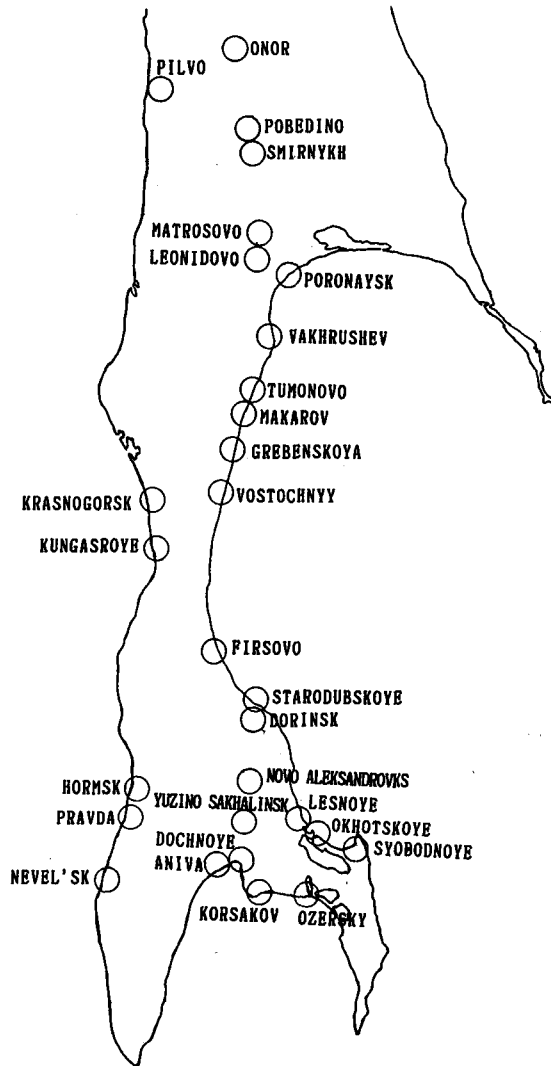 ONOR
PILVO
POBEDINO
SMIRNYKH
MATROSOVO
LEONIDOVO
PORONAYSK
VAKHRUSHEV
TUMONOVO
MAKAROV
GREBENSKOYA
KRASNOGORSK
VOSTOCHNYY
KUNGASROYE
FIRSOVO
STARODUBSKOYE
DORINSK
NOVO ALEKSANDROVKS
HORMSK
YUZINO SAKHALINSK
LESNOYE
PRAVDA
OKHOTSKOYE
DOCHNOYE
SYOBODNOYE
ANIVA
NEVEL'SK
KORSAKOV
OZERSKY